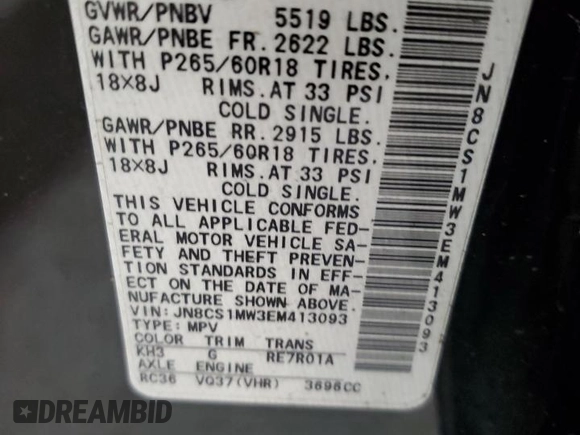 GVWR/PNBV 5519 LBS.
GAWR/PNBE FR. 2622 LBS.
WITH P265/60R18 TIRES.
18×8J RIMS. AT 33 PSI
COLD SINGLE.
GAWR/PNBE RR. 2915 LBS.
WITH P265/60R18 TIRES.
18×8J RIMS. AT 33 PSI
COLD SINGLE.
THIS VEHICLE CONFORMS
TO ALL APPLICABLE FED-
ERAL MOTOR VEHICLE SA-
FETY AND THEFT PREVEN-
TION STANDARDS IN EFF-
ECT ON THE DATE OF MA-
NUFACTURE SHOWN ABOVE.
VIN: JN8CS1MW3EM413093
TYPE: MPV
COLOR TRIM TRANS
KH3 G RE7R01A
AXLE ENGINE
RC36 VQ37(VHR) 3696CC
JN8CS1MW3EM413093
DREAMBID